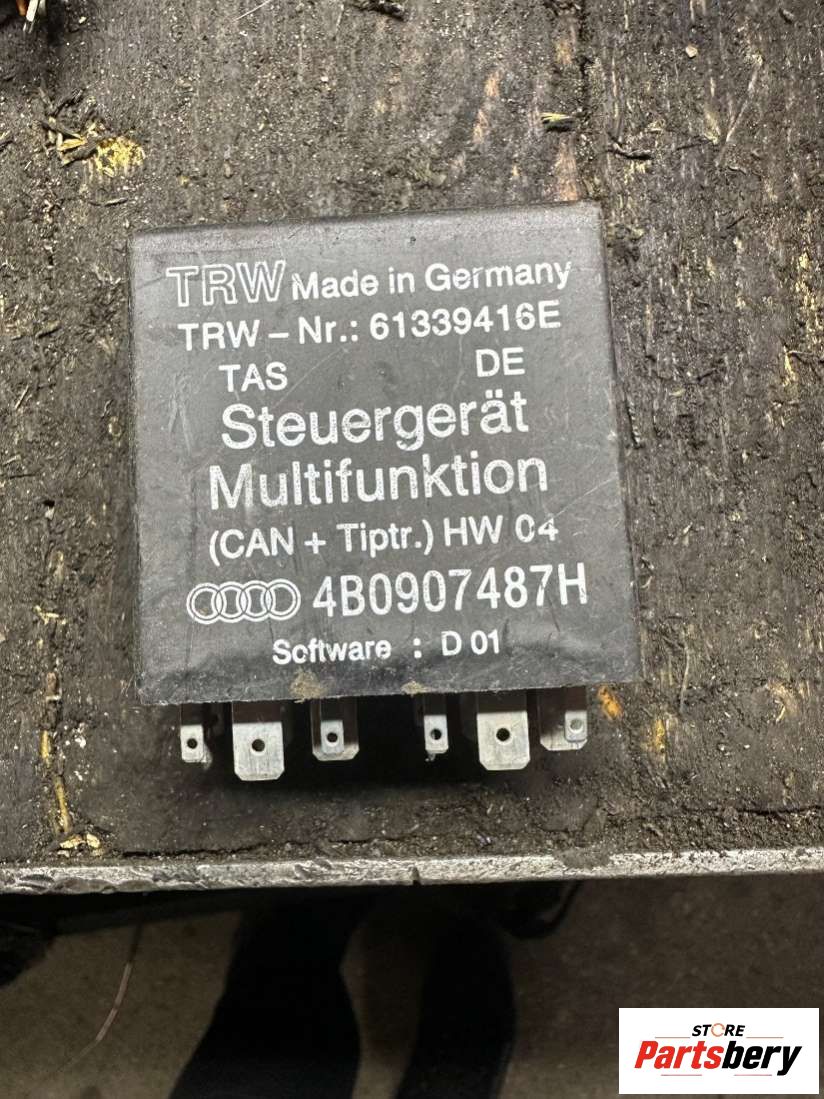 TRW Made in Germany
TRW – Nr.: 61339416E
TAS DE
Steuergerät
Multifunktion
(CAN + Tiptr.) HW 04
4B0907487H
Software : D 01
STORE
Partsbery